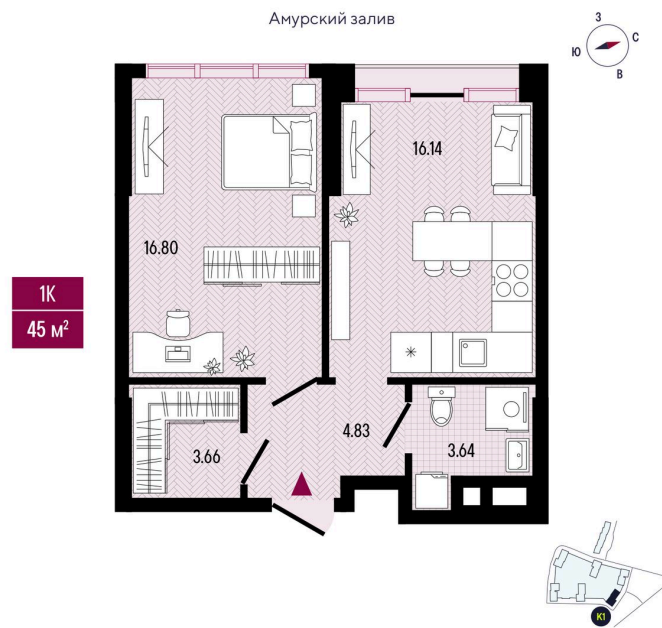 Амурский залив
З
С
Ю
В
16.14
16.80
1К
45 м²
4.83
3.66
3.64
К1